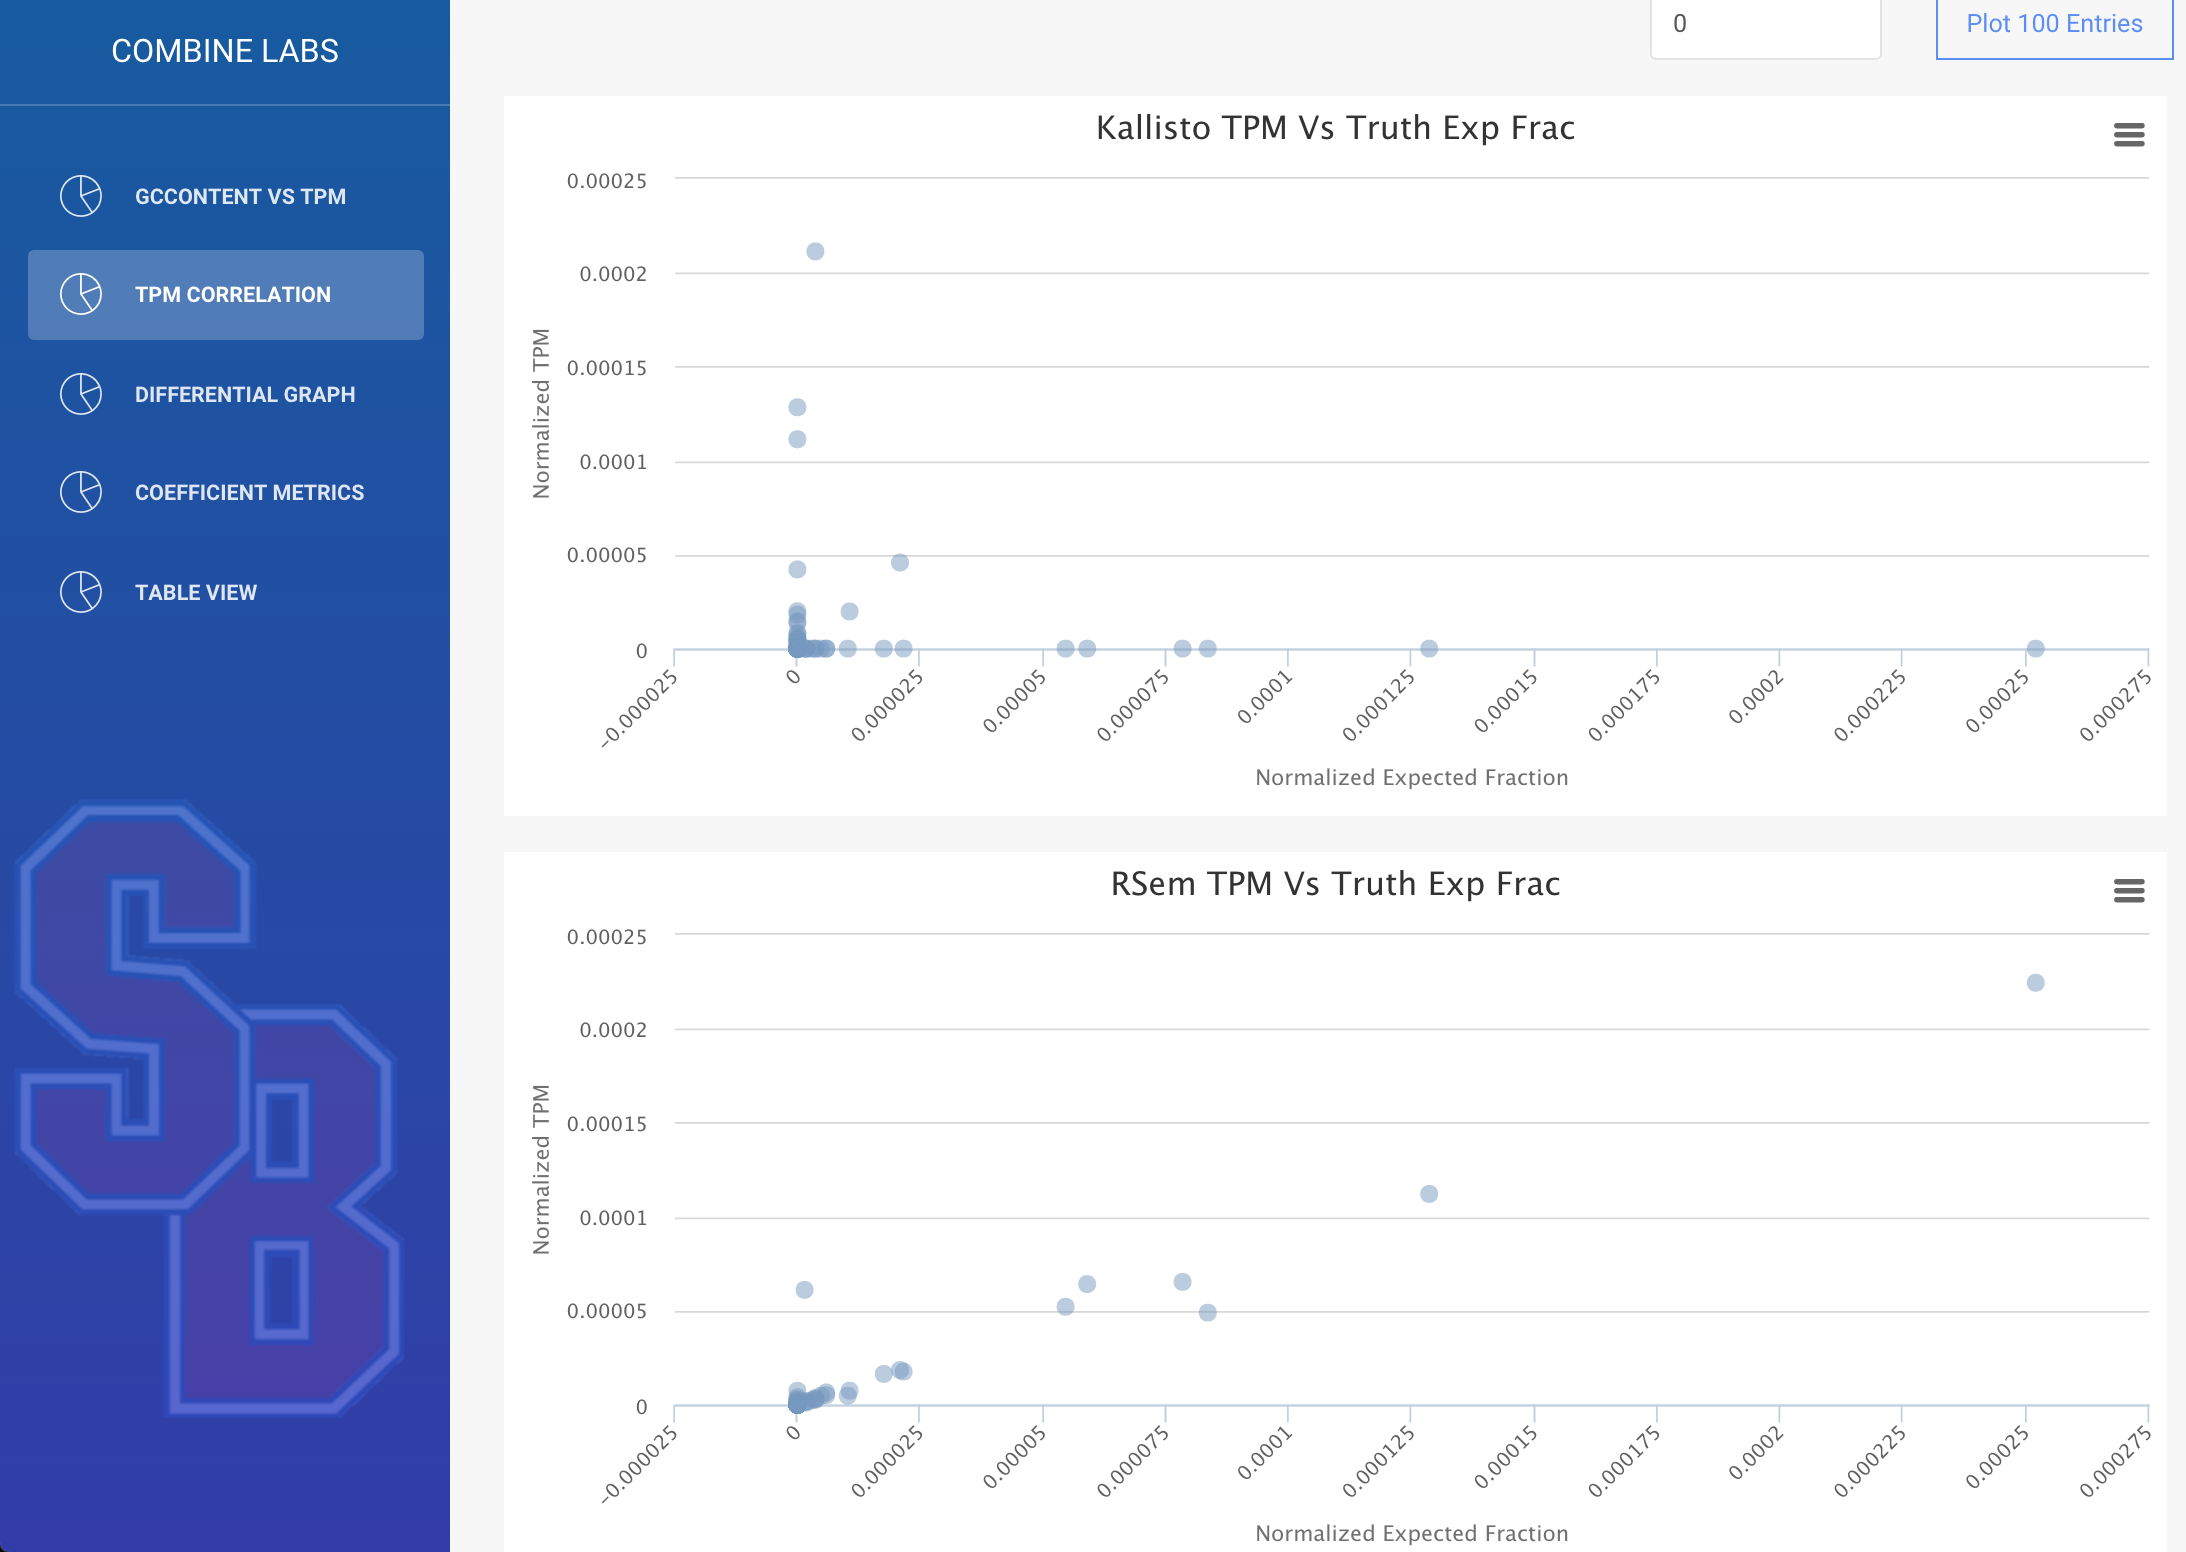 COMBINE LABS
GCCONTENT VS TPM
TPM CORRELATION
DIFFERENTIAL GRAPH
COEFFICIENT METRICS
TABLE VIEW
SB
0
Plot 100 Entries
Kallisto TPM Vs Truth Exp Frac
Normalized TPM
0.00025
0.0002
0.00015
0.0001
0.00005
0
-0.000025 0 0.000025 0.00005 0.000075 0.0001 0.000125 0.00015 0.000175 0.0002 0.000225 0.00025 0.000275
Normalized Expected Fraction
RSem TPM Vs Truth Exp Frac
Normalized TPM
0.00025
0.0002
0.00015
0.0001
0.00005
0
-0.000025 0 0.000025 0.00005 0.000075 0.0001 0.000125 0.00015 0.000175 0.0002 0.000225 0.00025 0.000275
Normalized Expected Fraction